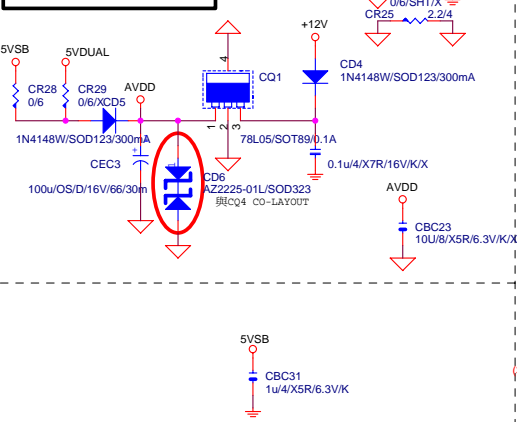 0/6/SHT/X
CR25
2.2/4
+12V
5VSB
5VDUAL
4
CD4
1N4148W/SOD123/300mA
CQ1
CR28
0/6
CR29
0/6/X
CD5
AVDD
1
2
3
1N4148W/SOD123/300mA
78L05/SOT89/0.1A
+
CEC3
0.1u/4/X7R/16V/K/X
100u/OS/D/16V/66/30m
CD6
AZ2225-01L/SOD323
與CQ4 CO-LAYOUT
AVDD
CBC23
10U/8/X5R/6.3V/K/X
5VSB
CBC31
1u/4/X5R/6.3V/K